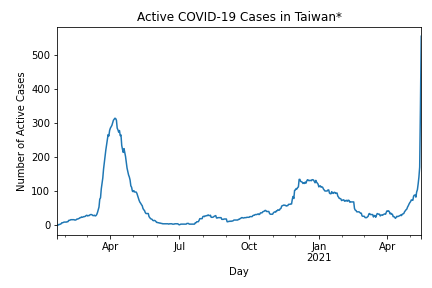 Active COVID-19 Cases in Taiwan*
Number of Active Cases
500
400
300
200
100
0
Apr
Jul
Oct
Jan
2021
Apr
Day